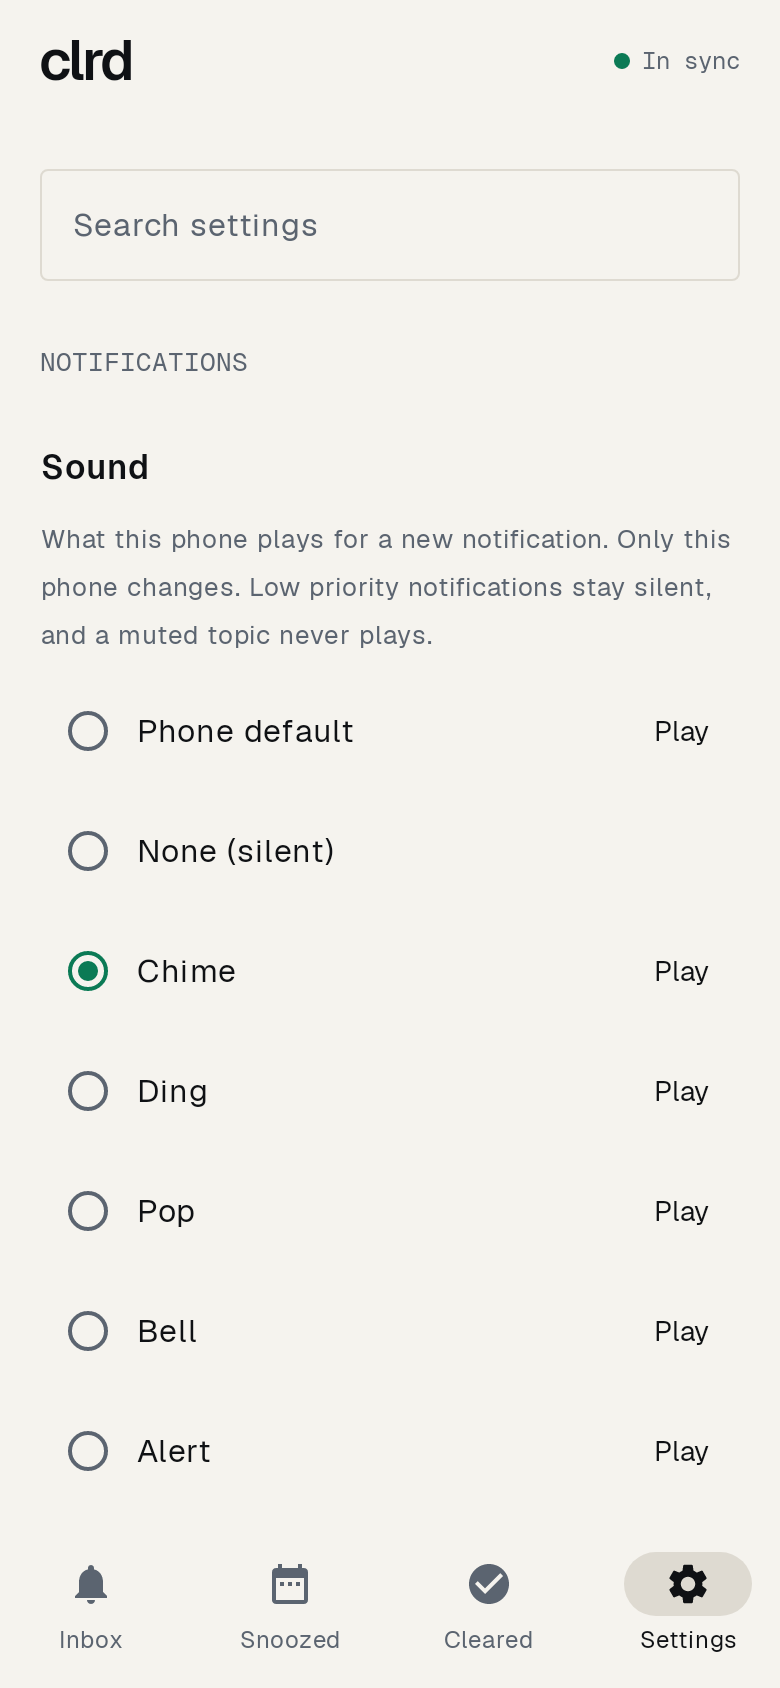 clrd
In sync
Search settings
NOTIFICATIONS
Sound
What this phone plays for a new notification. Only this
phone changes. Low priority notifications stay silent,
and a muted topic never plays.
Phone default Play
None (silent)
Chime Play
Ding Play
Pop Play
Bell Play
Alert Play
Inbox Snoozed Cleared Settings